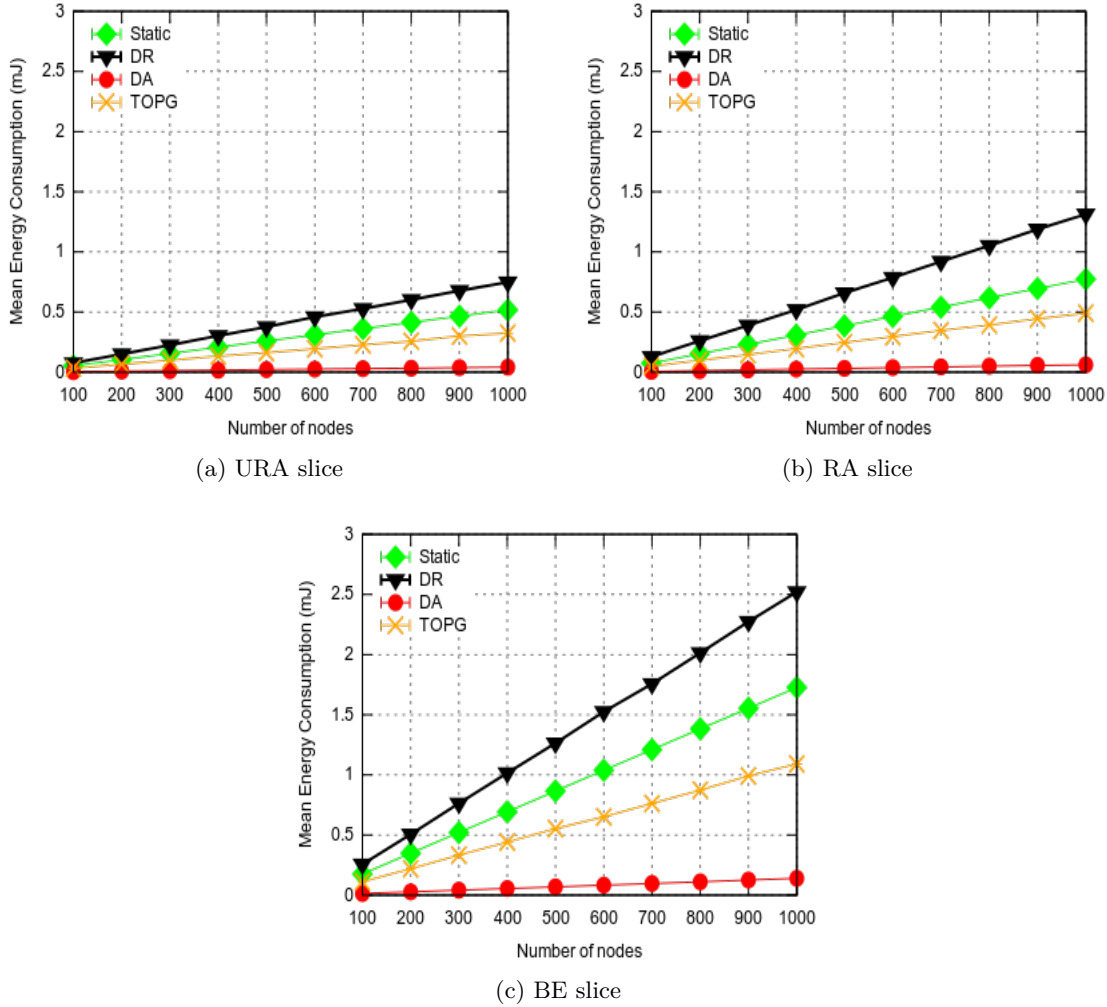 Mean Energy Consumption (mJ)
3
2.5
2
1.5
1
0.5
0
Static
DR
DA
TOPG
100 200 300 400 500 600 700 800 900 1000
Number of nodes
(a) URA slice
Mean Energy Consumption (mJ)
3
2.5
2
1.5
1
0.5
0
Static
DR
DA
TOPG
100 200 300 400 500 600 700 800 900 1000
Number of nodes
(b) RA slice
Mean Energy Consumption (mJ)
3
2.5
2
1.5
1
0.5
0
Static
DR
DA
TOPG
100 200 300 400 500 600 700 800 900 1000
Number of nodes
(c) BE slice